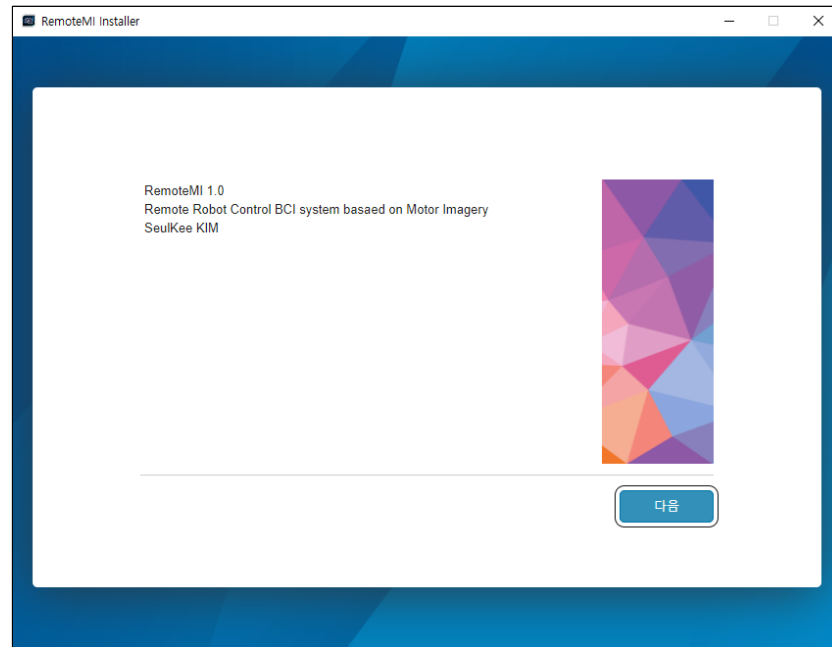 RemoteMI Installer
RemoteMI 1.0
Remote Robot Control BCI system basaed on Motor Imagery
SeulKee KIM
다음